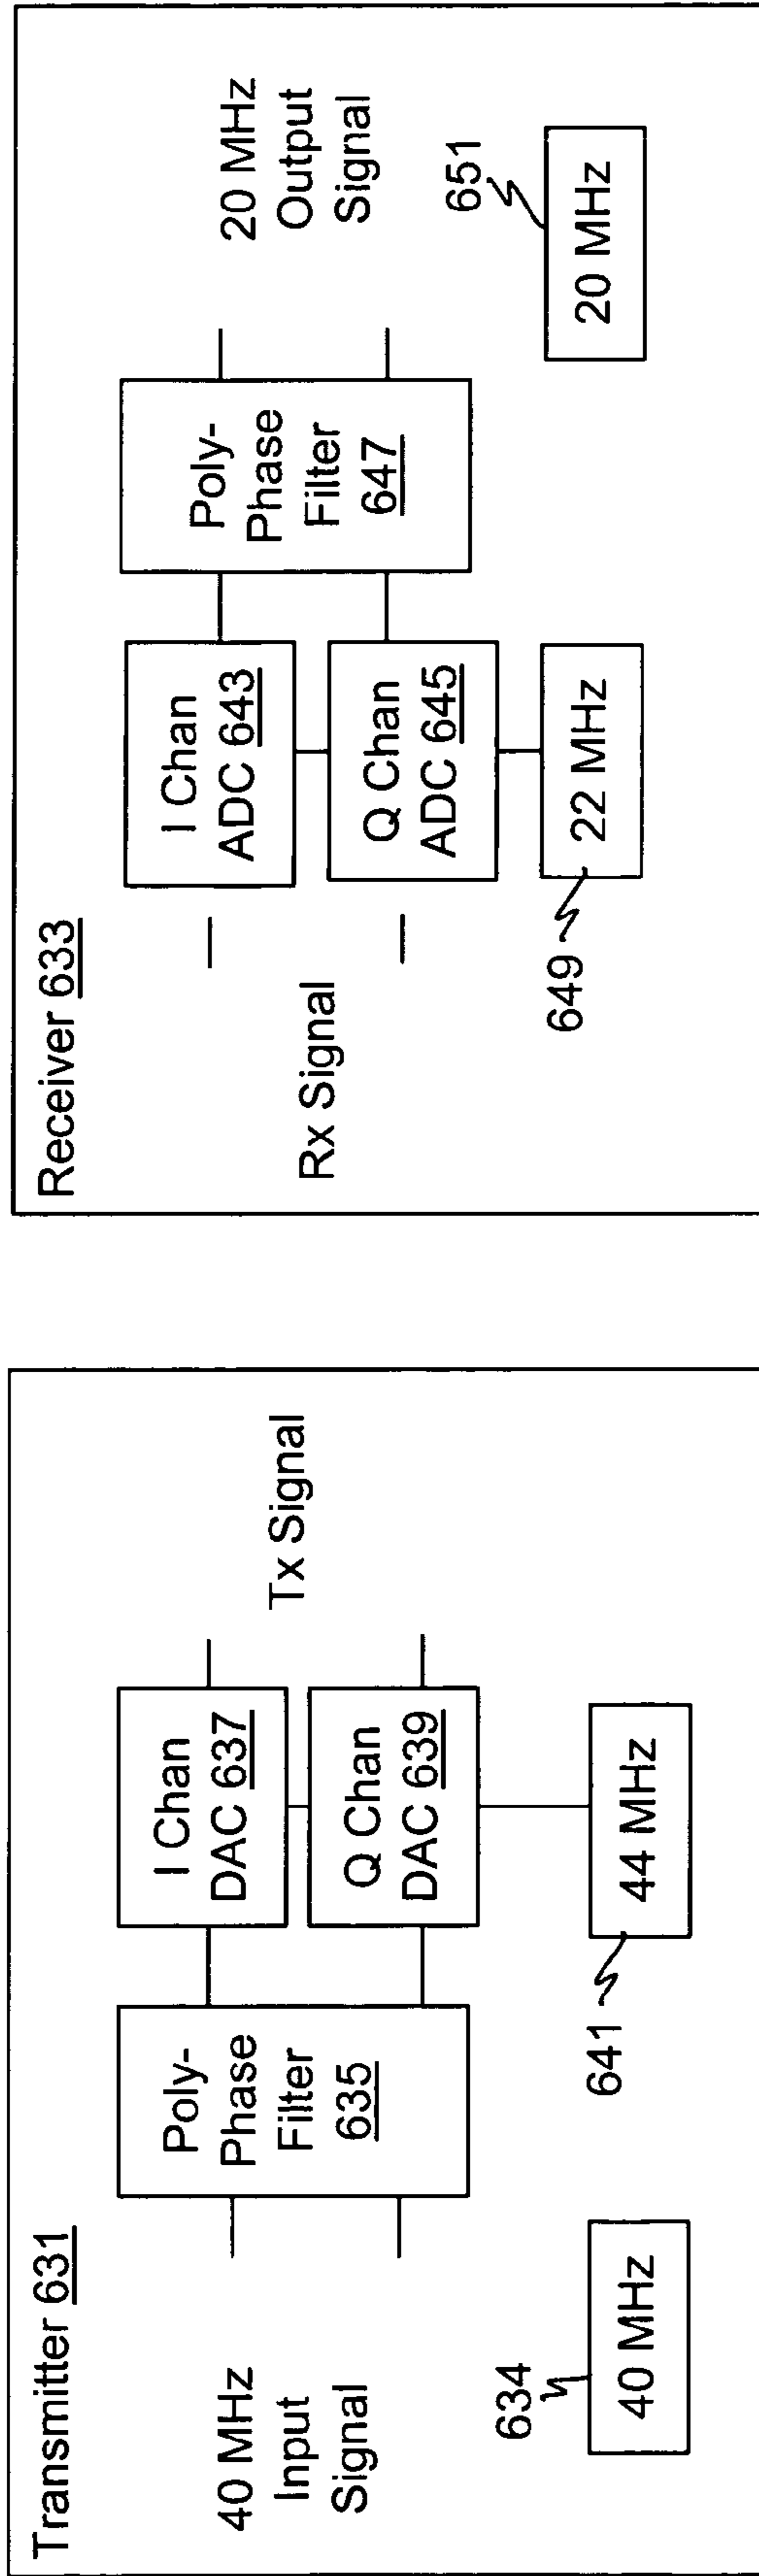 Transmitter 631
40 MHz
Input
Signal
Poly-
Phase
Filter
635
I Chan
DAC 637
Q Chan
DAC 639
Tx Signal
634
40 MHz
641
44 MHz
Receiver 633
Rx Signal
I Chan
ADC 643
Q Chan
ADC 645
Poly-
Phase
Filter
647
20 MHz
Output
Signal
649
22 MHz
651
20 MHz